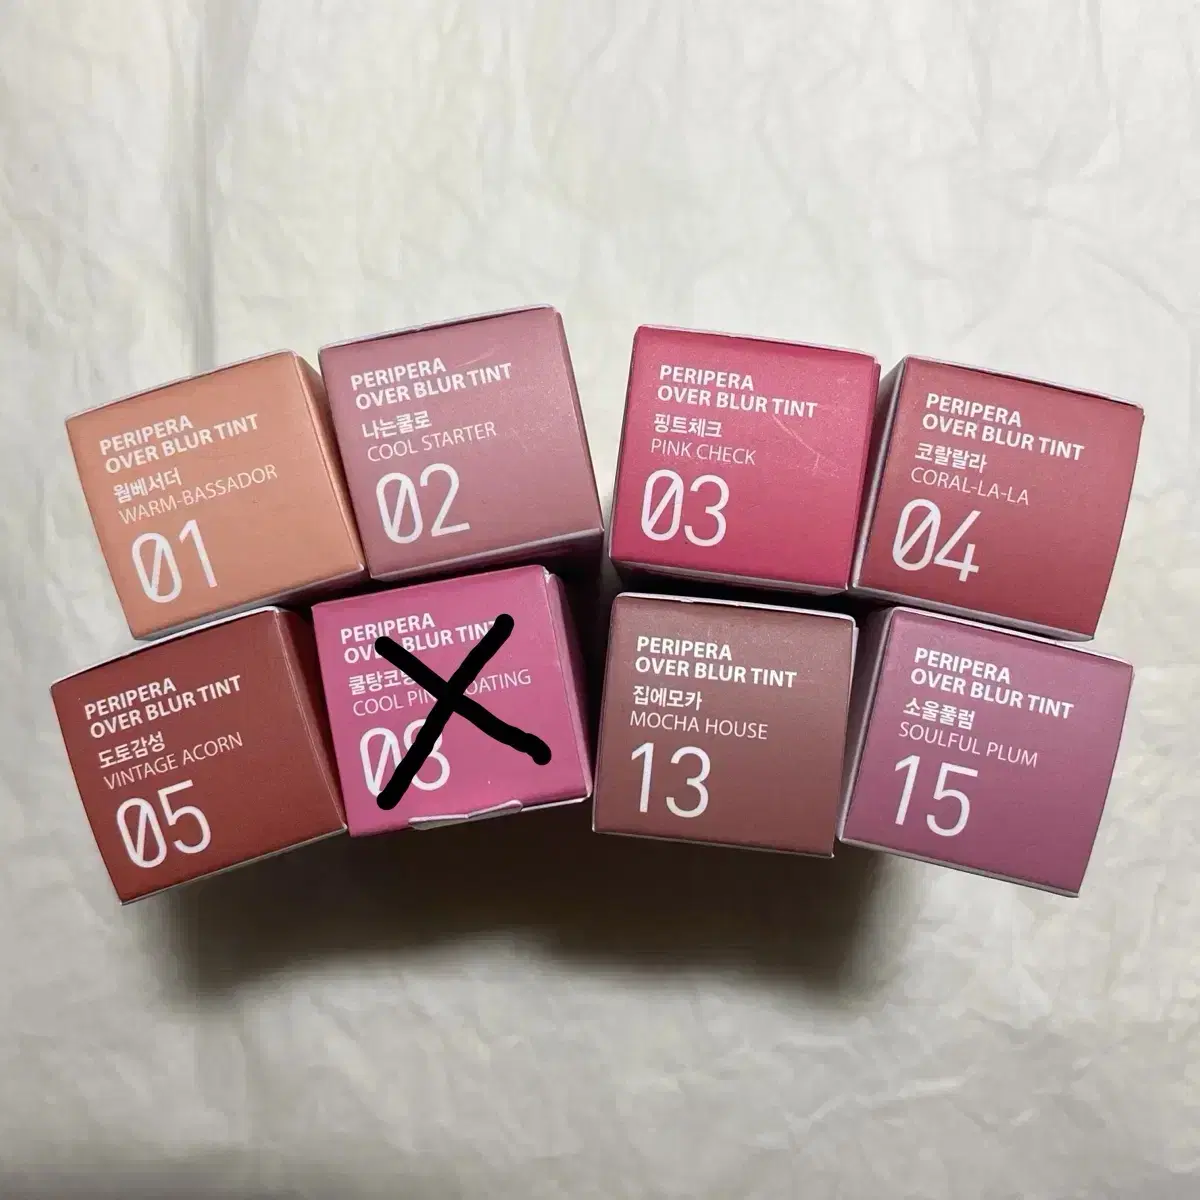 PERIPERA
OVER BLUR TINT
웜베서더
WARM-BASSADOR
01
PERIPERA
OVER BLUR TINT
나는쿨로
COOL STARTER
02
PERIPERA
OVER BLUR TINT
핑트체크
PINK CHECK
03
PERIPERA
OVER BLUR TINT
코랄랄라
CORAL-LA-LA
04
PERIPERA
OVER BLUR TINT
도토감성
VINTAGE ACORN
05
PERIPERA
OVER BLUR TINT
COOL
08
PERIPERA
OVER BLUR TINT
집에모카
MOCHA HOUSE
13
PERIPERA
OVER BLUR TINT
소울풀럼
SOULFUL PLUM
15